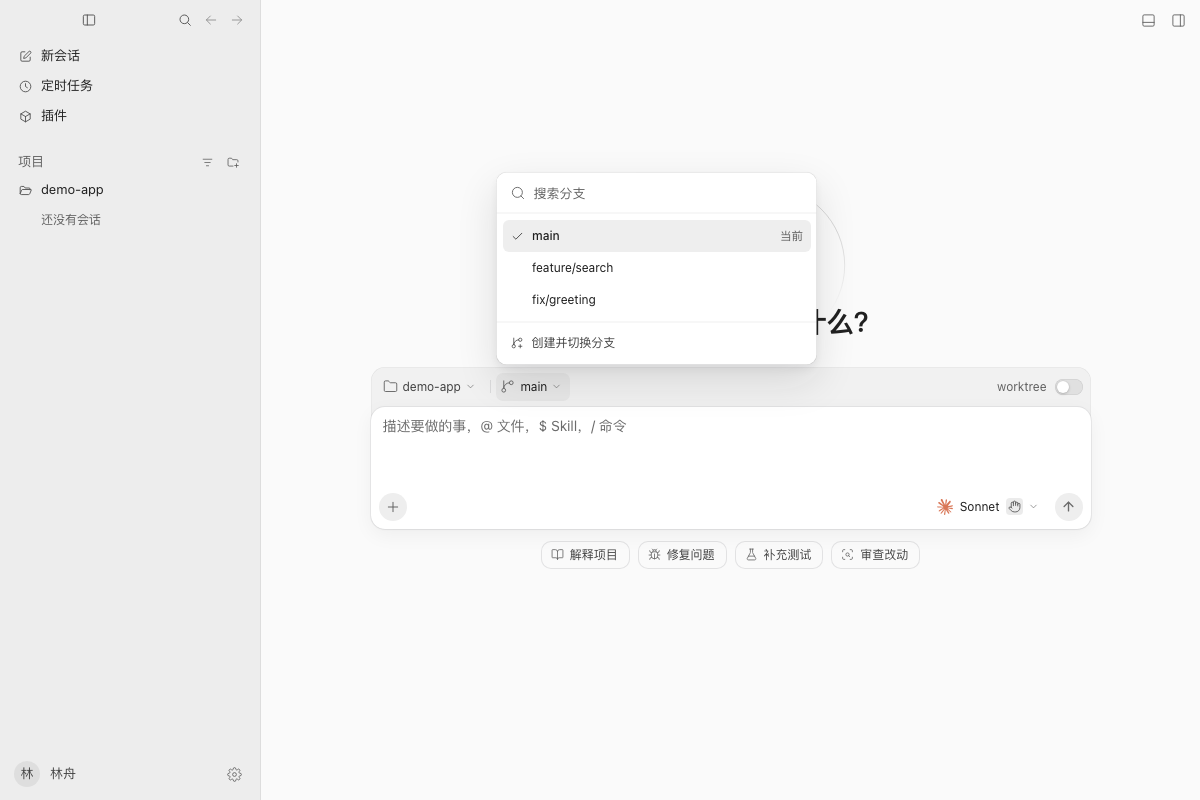 新会话
定时任务
插件
项目
demo-app
还没有会话
林 林舟
搜索分支
main 当前
feature/search
fix/greeting
创建并切换分支
么?
demo-app main worktree
描述要做的事，@ 文件，$ Skill，/ 命令
Sonnet
解释项目 修复问题 补充测试 审查改动